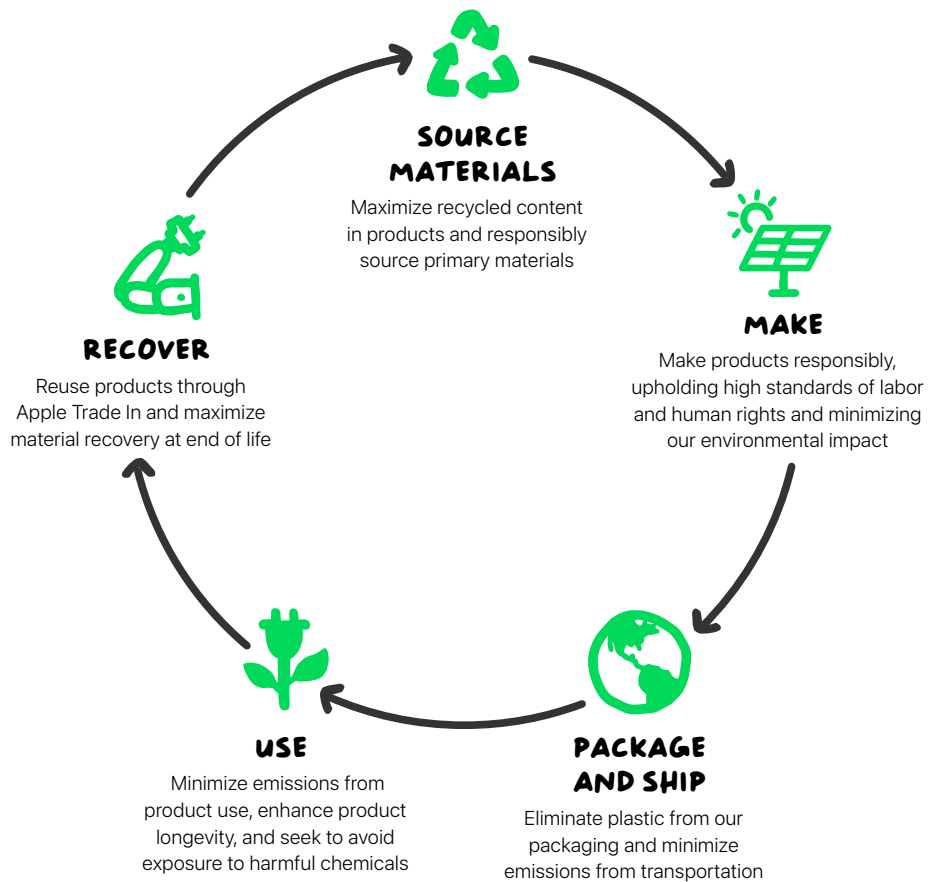 SOURCE
MATERIALS
Maximize recycled content
in products and responsibly
source primary materials
MAKE
Make products responsibly,
upholding high standards of labor
and human rights and minimizing
our environmental impact
PACKAGE
AND SHIP
Eliminate plastic from our
packaging and minimize
emissions from transportation
USE
Minimize emissions from
product use, enhance product
longevity, and seek to avoid
exposure to harmful chemicals
RECOVER
Reuse products through
Apple Trade In and maximize
material recovery at end of life